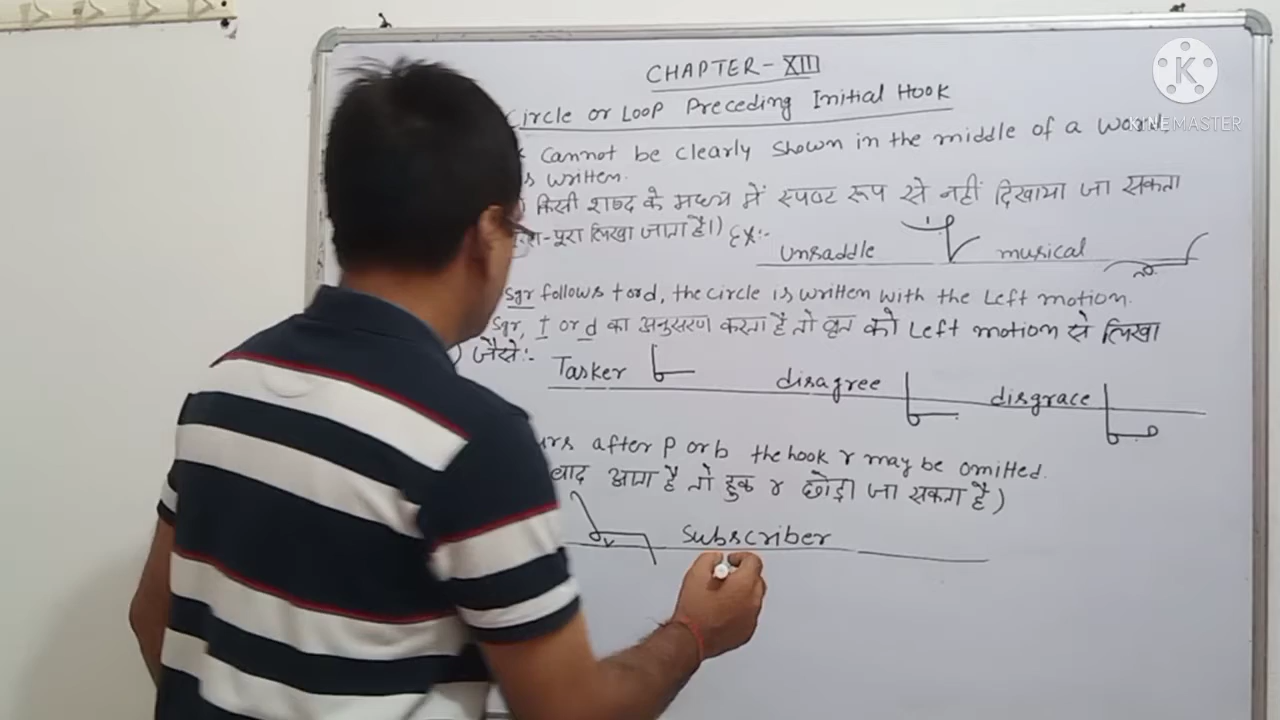 CHAPTER-XIII
Circle or Loop Preceding Initial Hook
cannot be clearly shown in the middle of a word,
is written.
किसी शब्द के मध्य में स्पष्ट रूप से नहीं दिखाया जा सकता
-पूरा लिखा जाता है।) Ex:-
unsaddle musical
sgr follows t or d, the circle is written with the Left motion.
sgr, t or d का अनुसरण करता है तो वृत को Left motion से लिखा
) जैसे:-
Tasker disagree disgrace
after p or b the hook r may be omitted.
बाद आता है तो हुक r छोड़ा जा सकता है)
Subscriber
K
KINEMASTER